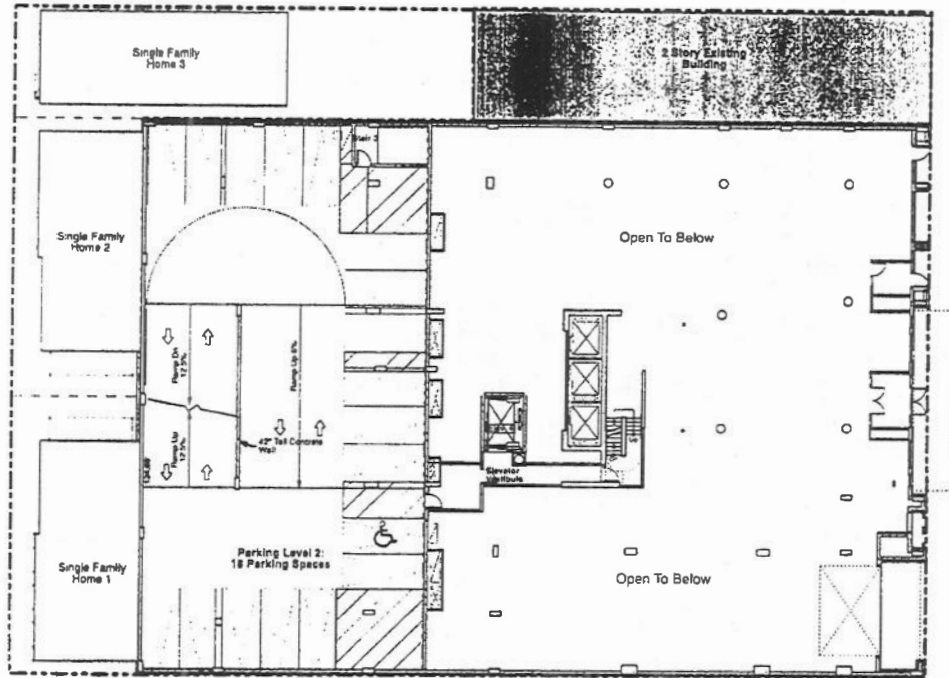 Single Family
Home 3
2 Story Existing
Building
Stair 3
Single Family
Home 2
Open To Below
Ramp Dn
12.5%
Ramp Up 6%
Ramp Up
12.5%
42" Tall Concrete
Wall
Elevator
Vestibule
Single Family
Home 1
Parking Level 2:
18 Parking Spaces
Open To Below